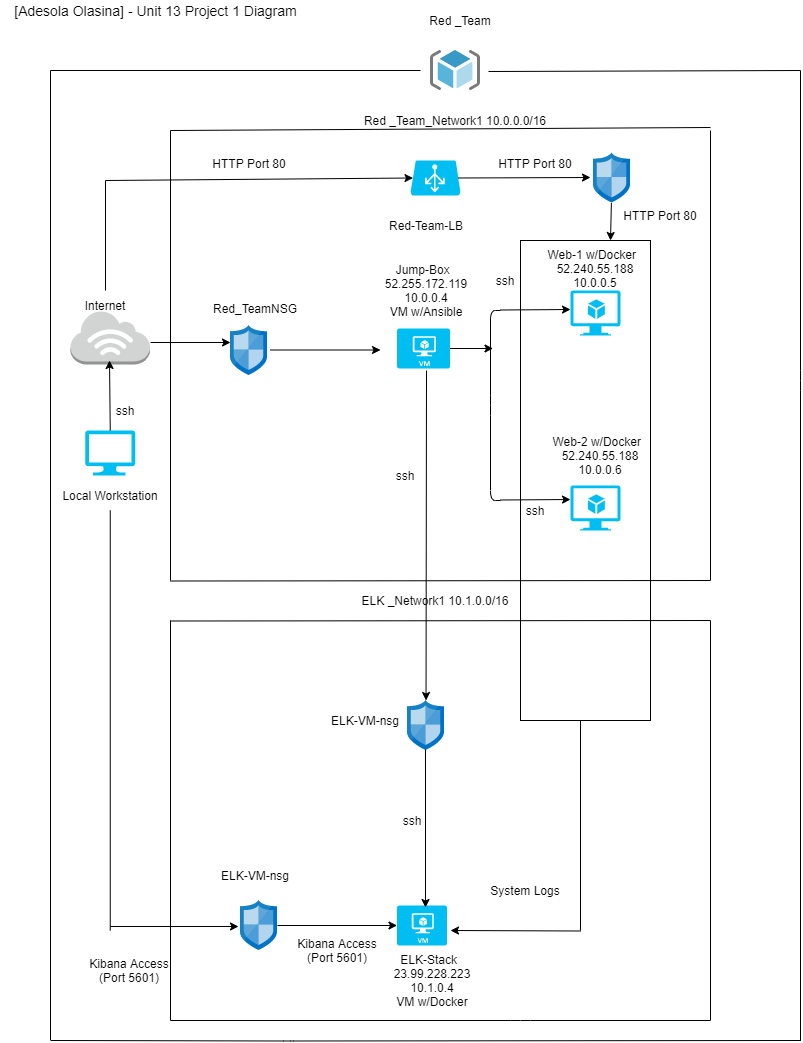 [Adesola Olasina] - Unit 13 Project 1 Diagram
Red _Team
Red _Team_Network1 10.0.0.0/16
HTTP Port 80
HTTP Port 80
HTTP Port 80
Red-Team-LB
Web-1 w/Docker
52.240.55.188
10.0.0.5
ssh
Jump-Box
52.255.172.119
10.0.0.4
VM w/Ansible
VM
Internet
Red_TeamNSG
ssh
Local Workstation
Web-2 w/Docker
52.240.55.188
10.0.0.6
ssh
ssh
ELK _Network1 10.1.0.0/16
ELK-VM-nsg
ssh
ELK-VM-nsg
System Logs
Kibana Access
(Port 5601)
Kibana Access
(Port 5601)
VM
ELK-Stack
23.99.228.223
10.1.0.4
VM w/Docker